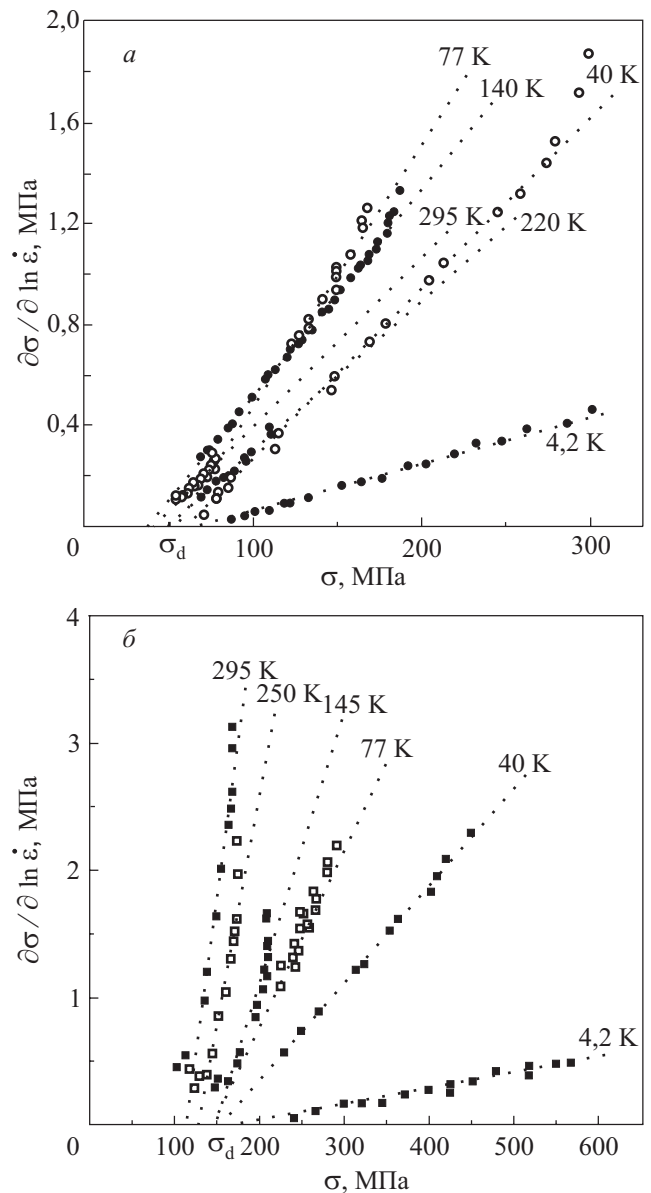 2,0
а
77 K
140 K
40 K
1,6
1,2
295 K
220 K
0,8
0,4
4,2 K
∂σ / ∂ ln ε̇, МПа
0
σd
100
200
300
σ, МПа
4
б
295 K
250 K
145 K
77 K
40 K
3
2
1
4,2 K
∂σ / ∂ ln ε̇, МПа
0
100
σd
200
300
400
500
600
σ, МПа